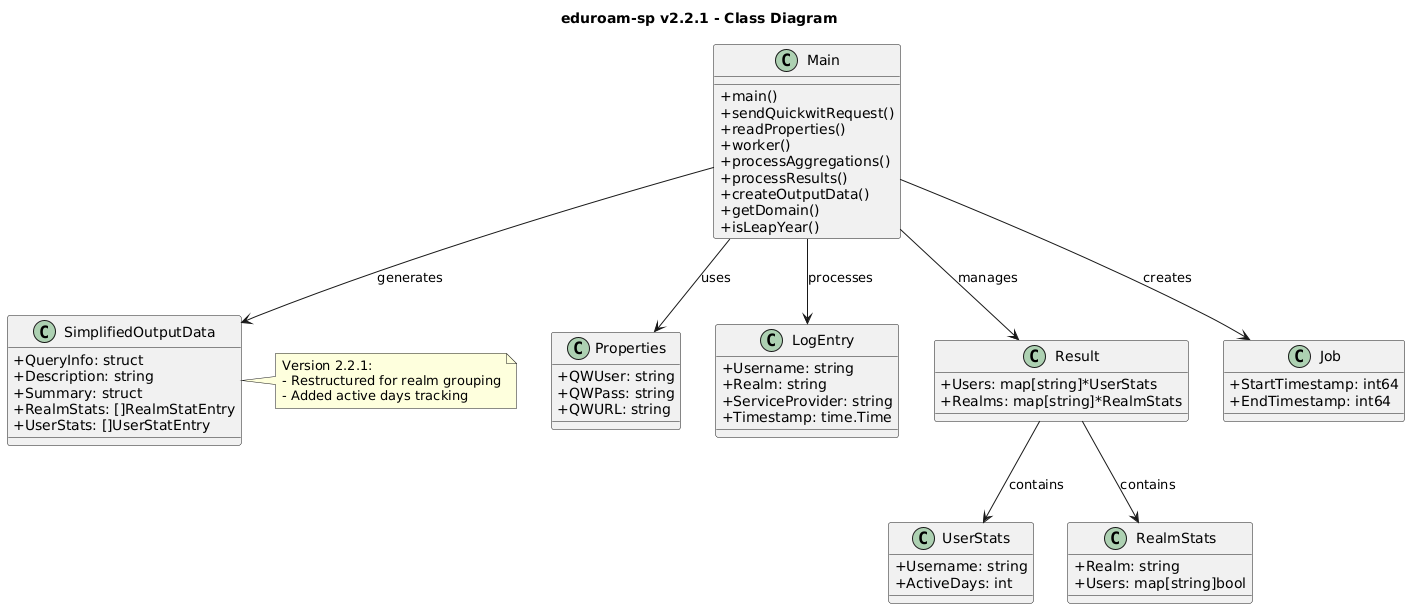 eduroam-sp v2.2.1 - Class Diagram
C Main
+main()
+sendQuickwitRequest()
+readProperties()
+worker()
+processAggregations()
+processResults()
+createOutputData()
+getDomain()
+isLeapYear()
generates
uses
processes
manages
creates
C SimplifiedOutputData
+QueryInfo: struct
+Description: string
+Summary: struct
+RealmStats: []RealmStatEntry
+UserStats: []UserStatEntry
Version 2.2.1:
- Restructured for realm grouping
- Added active days tracking
C Properties
+QWUser: string
+QWPass: string
+QWURL: string
C LogEntry
+Username: string
+Realm: string
+ServiceProvider: string
+Timestamp: time.Time
C Result
+Users: map[string]*UserStats
+Realms: map[string]*RealmStats
C Job
+StartTimestamp: int64
+EndTimestamp: int64
contains
contains
C UserStats
+Username: string
+ActiveDays: int
C RealmStats
+Realm: string
+Users: map[string]bool